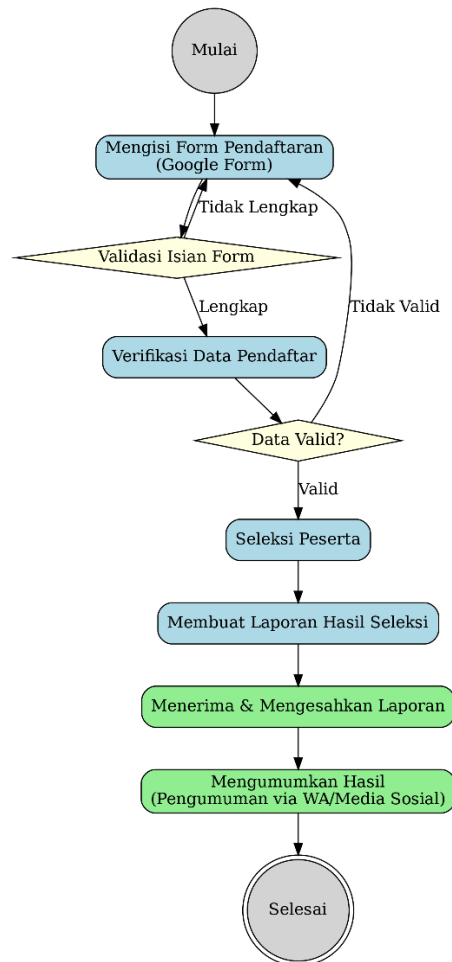 Mulai
Mengisi Form Pendaftaran
(Google Form)
Tidak Lengkap
Validasi Isian Form
Lengkap
Tidak Valid
Verifikasi Data Pendaftar
Data Valid?
Valid
Seleksi Peserta
Membuat Laporan Hasil Seleksi
Menerima & Mengesahkan Laporan
Mengumumkan Hasil
(Pengumuman via WA/Media Sosial)
Selesai